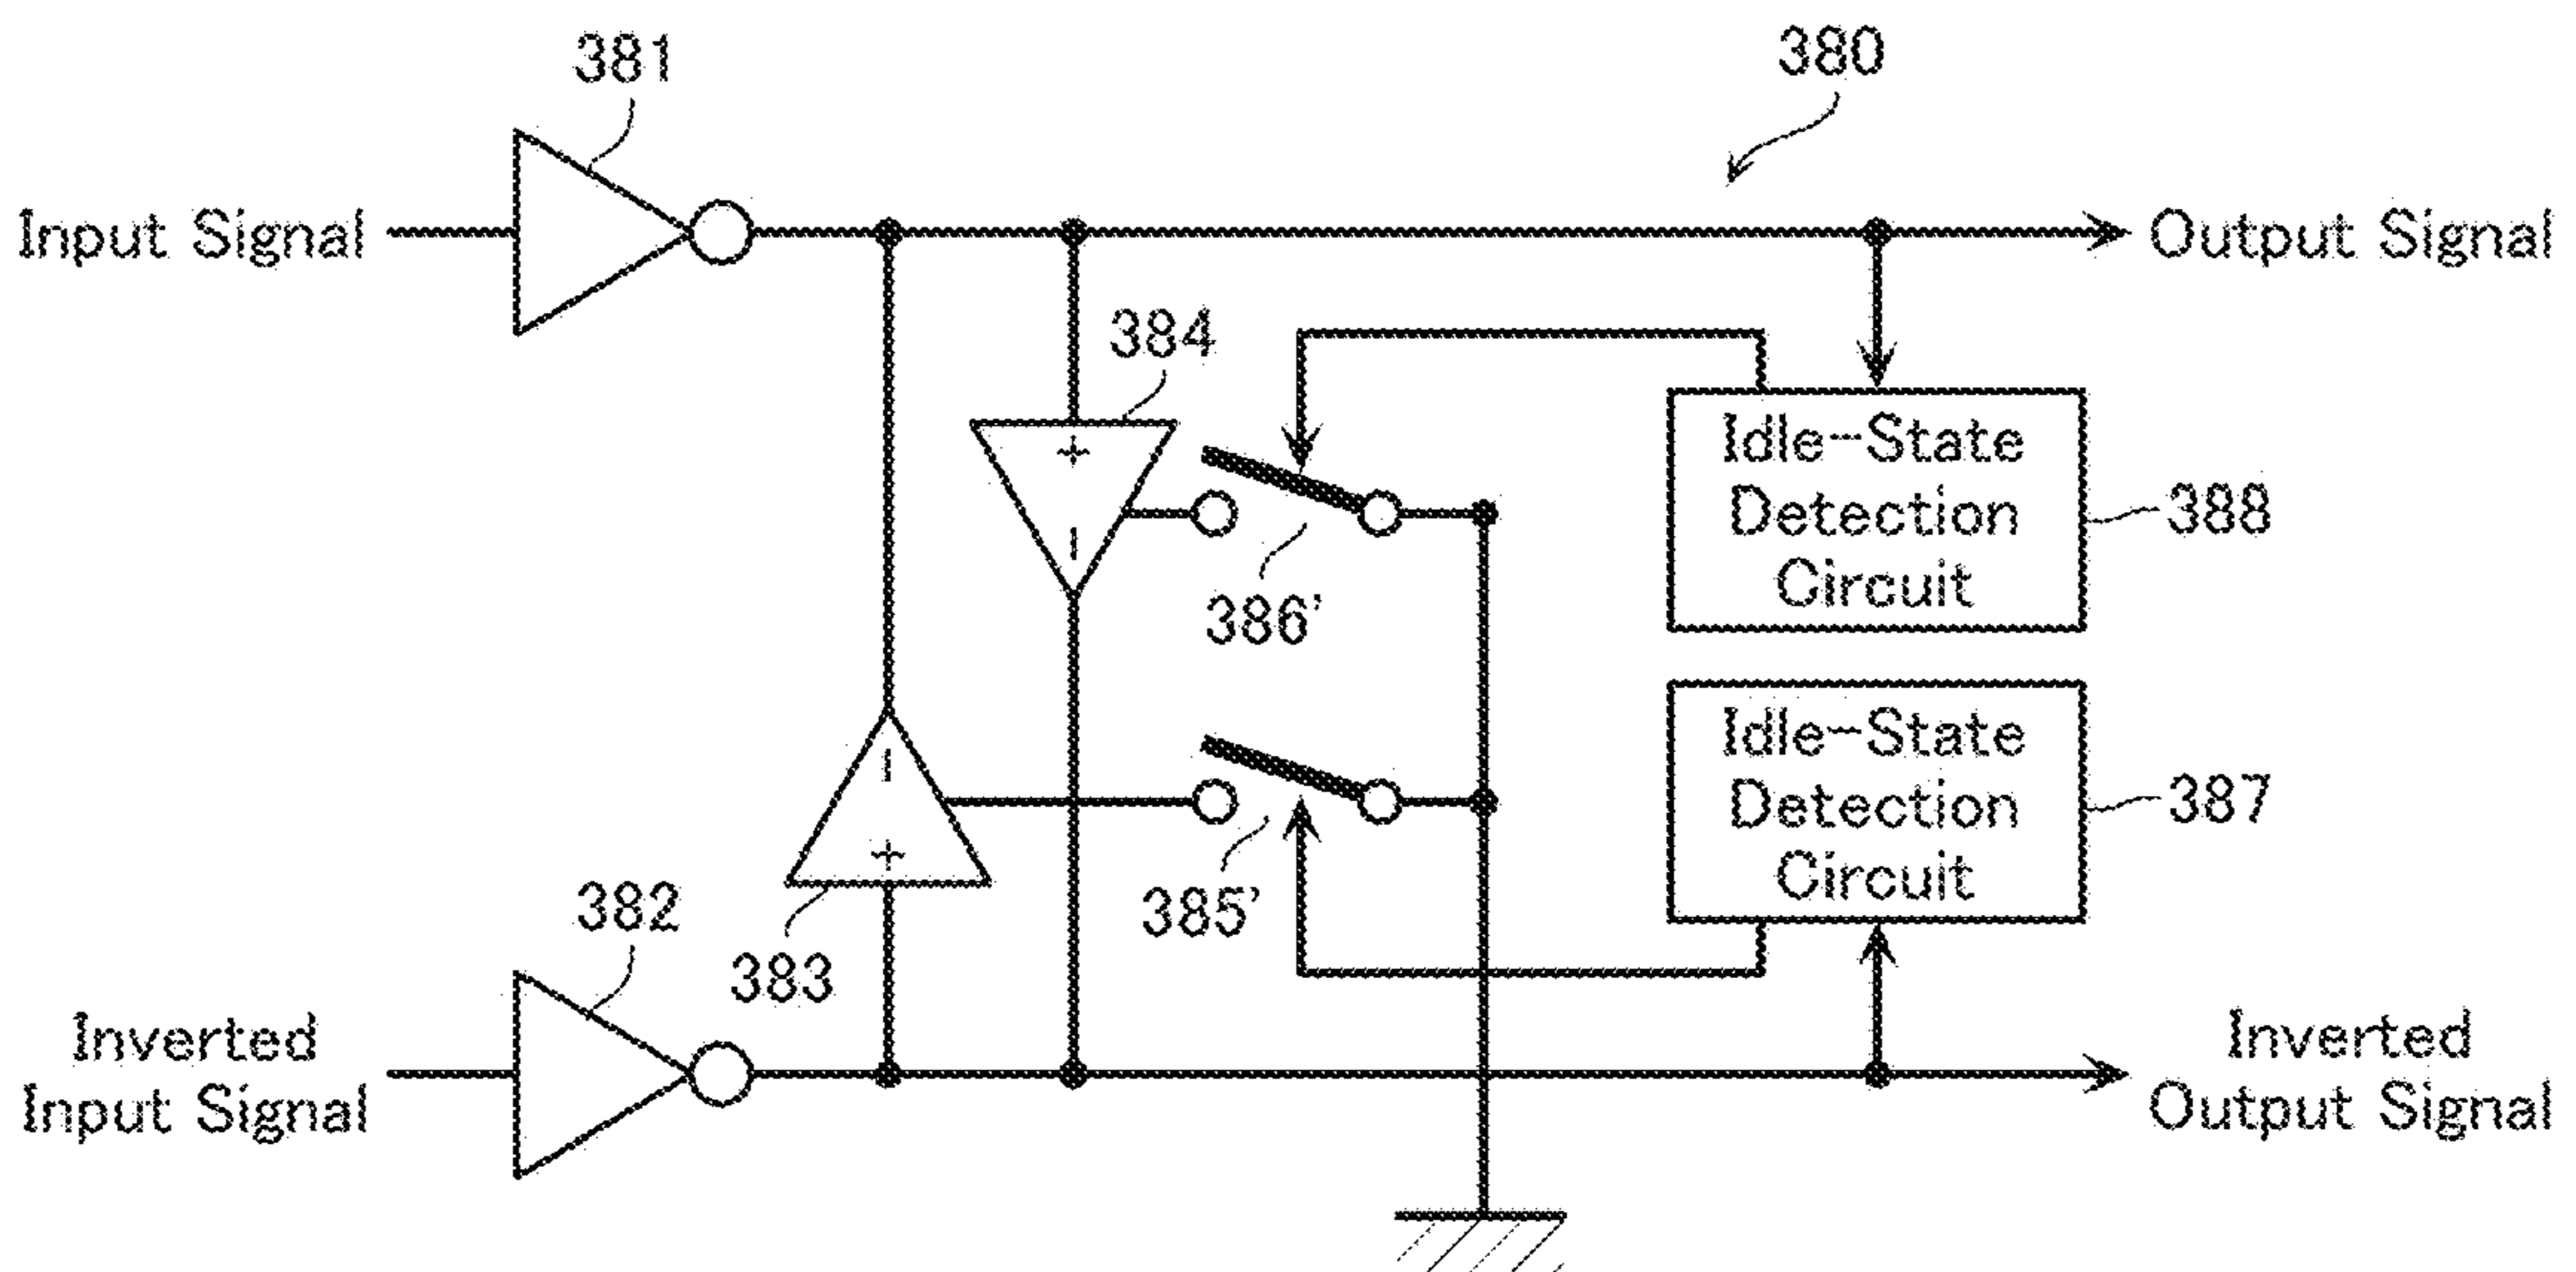 381
380
Input Signal
Output Signal
384
+
−
Idle-State
Detection
Circuit
388
386'
Idle-State
Detection
Circuit
387
−
+
385'
382
383
Inverted
Input Signal
Inverted
Output Signal